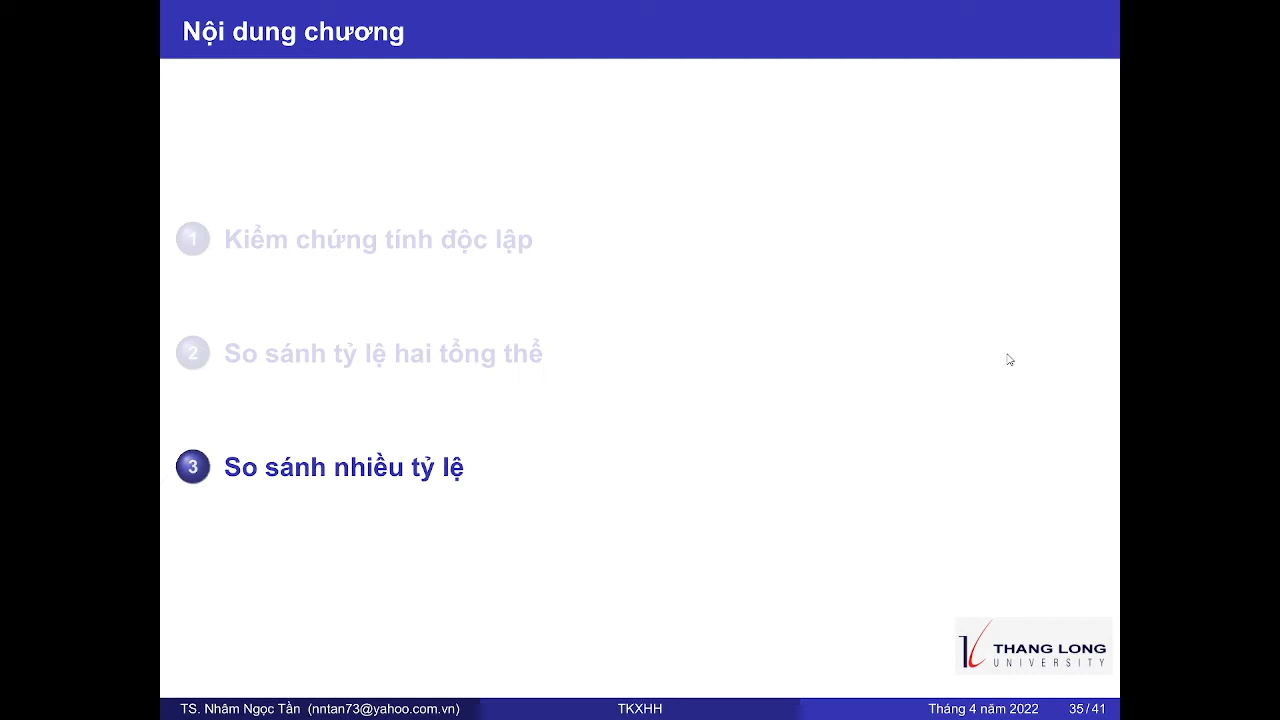 Nội dung chương
1 Kiểm chứng tính độc lập
2 So sánh tỷ lệ hai tổng thể
3 So sánh nhiều tỷ lệ
THANG LONG
UNIVERSITY
TS. Nhâm Ngọc Tần (nntan73@yahoo.com.vn) TKXHH Tháng 4 năm 2022 35 / 41